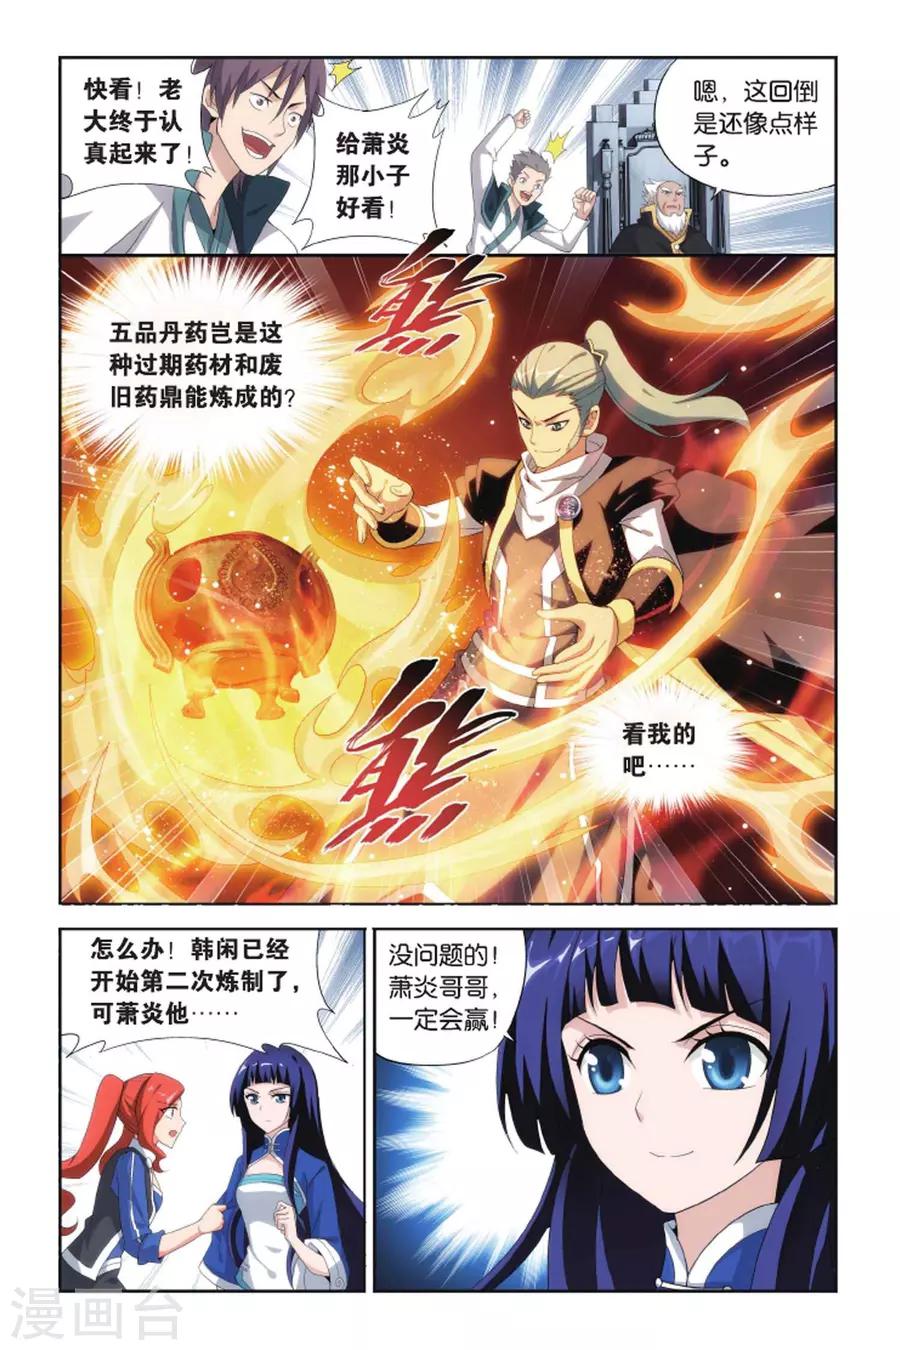 快看！老
大终于认
真起来了！
给萧炎
那小子
好看！
嗯，这回倒
是还像点样
子。
熊
五品丹药岂是这
种过期药材和废
旧药鼎能炼成的？
熊
看我的
吧……
怎么办！韩闲已经
开始第二次炼制了，
可萧炎他……
没问题的！
萧炎哥哥，
一定会赢！
漫画台